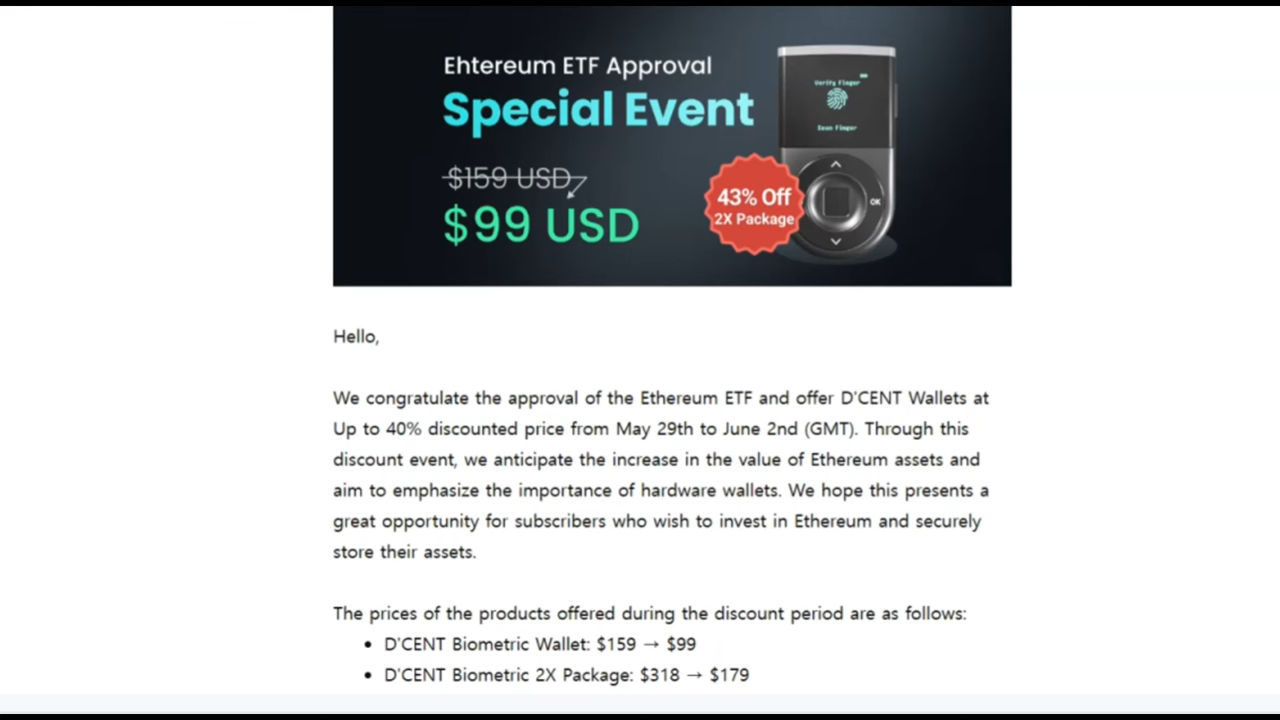 Ehtereum ETF Approval
Special Event
$159 USD
$99 USD
43% Off
2X Package
Verify Finger
Scan Finger
OK
Hello,
We congratulate the approval of the Ethereum ETF and offer D'CENT Wallets at
Up to 40% discounted price from May 29th to June 2nd (GMT). Through this
discount event, we anticipate the increase in the value of Ethereum assets and
aim to emphasize the importance of hardware wallets. We hope this presents a
great opportunity for subscribers who wish to invest in Ethereum and securely
store their assets.
The prices of the products offered during the discount period are as follows:
• D'CENT Biometric Wallet: $159 → $99
• D'CENT Biometric 2X Package: $318 → $179